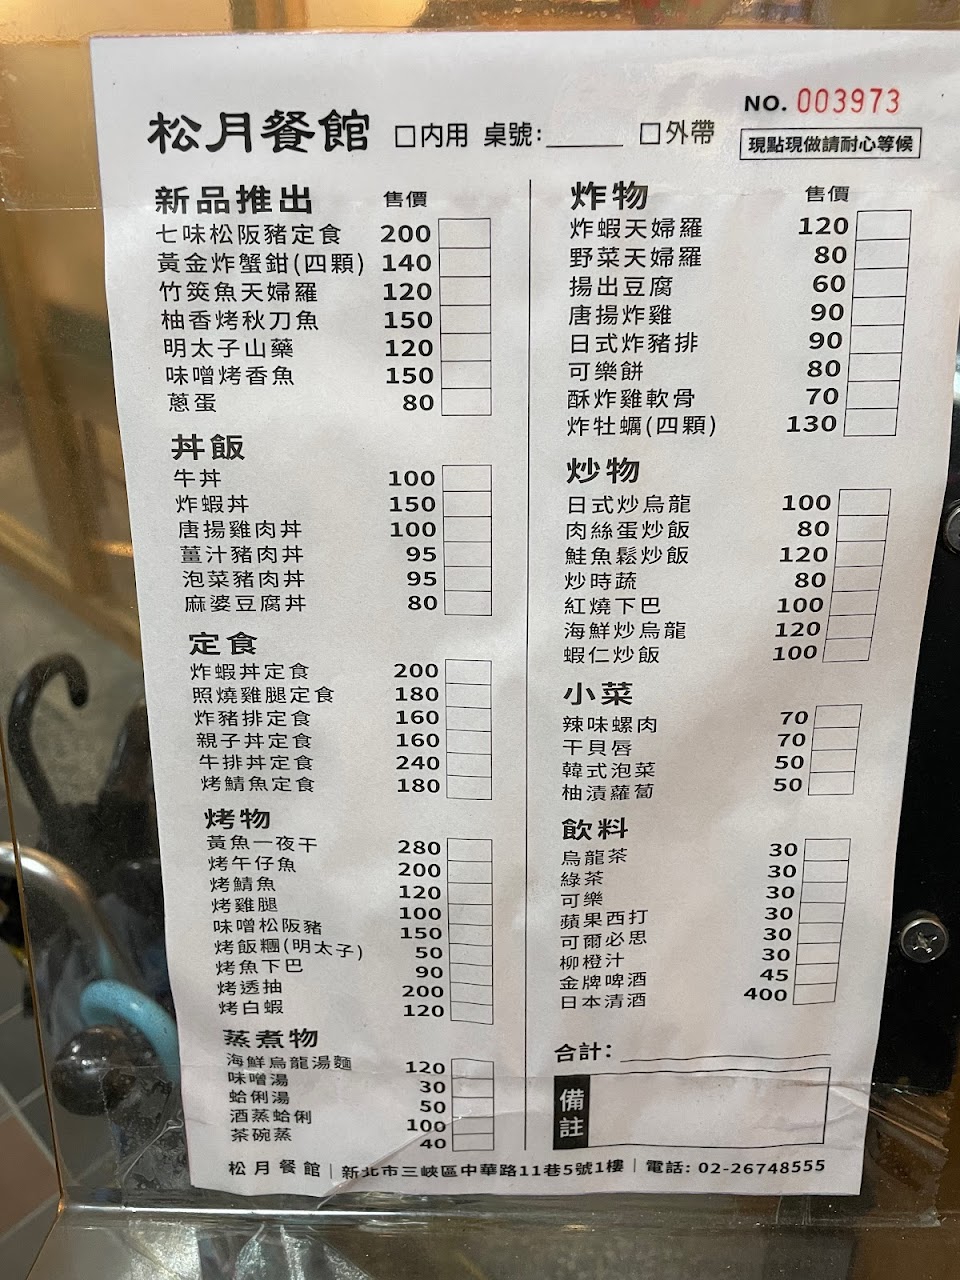 松月餐館 □内用 桌號:______ □外帶
NO. 003973
現點現做請耐心等候
新品推出 售價
七味松阪豬定食 200
黃金炸蟹鉗(四顆) 140
竹筴魚天婦羅 120
柚香烤秋刀魚 150
明太子山藥 120
味噌烤香魚 150
蔥蛋 80
丼飯
牛丼 100
炸蝦丼 150
唐揚雞肉丼 100
薑汁豬肉丼 95
泡菜豬肉丼 95
麻婆豆腐丼 80
定食
炸蝦丼定食 200
照燒雞腿定食 180
炸豬排定食 160
親子丼定食 160
牛排丼定食 240
烤鯖魚定食 180
烤物
黃魚一夜干 280
烤午仔魚 200
烤鯖魚 120
烤雞腿 100
味噌松阪豬 150
烤飯糰(明太子) 50
烤魚下巴 90
烤透抽 200
烤白蝦 120
蒸煮物
海鮮烏龍湯麵 120
味噌湯 30
蛤俐湯 50
酒蒸蛤俐 100
茶碗蒸 40
炸物 售價
炸蝦天婦羅 120
野菜天婦羅 80
揚出豆腐 60
唐揚炸雞 90
日式炸豬排 90
可樂餅 80
酥炸雞軟骨 70
炸牡蠣(四顆) 130
炒物
日式炒烏龍 100
肉絲蛋炒飯 80
鮭魚鬆炒飯 120
炒時蔬 80
紅燒下巴 100
海鮮炒烏龍 120
蝦仁炒飯 100
小菜
辣味螺肉 70
干貝唇 70
韓式泡菜 50
柚漬蘿蔔 50
飲料
烏龍茶 30
綠茶 30
可樂 30
蘋果西打 30
可爾必思 30
柳橙汁 30
金牌啤酒 45
日本清酒 400
合計:
備註
松月餐館｜新北市三峽區中華路11巷5號1樓｜電話: 02-26748555